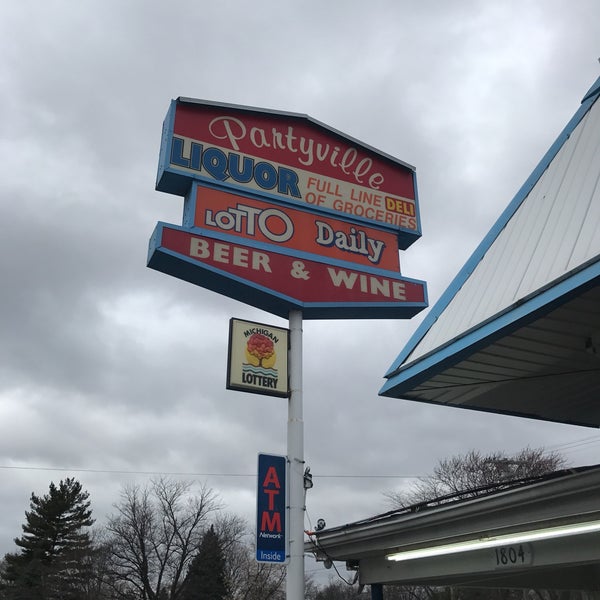 Partyville
LIQUOR
FULL LINE DELI
OF GROCERIES
LOTTO Daily
BEER & WINE
MICHIGAN
LOTTERY
ATM
Network
Inside
1804